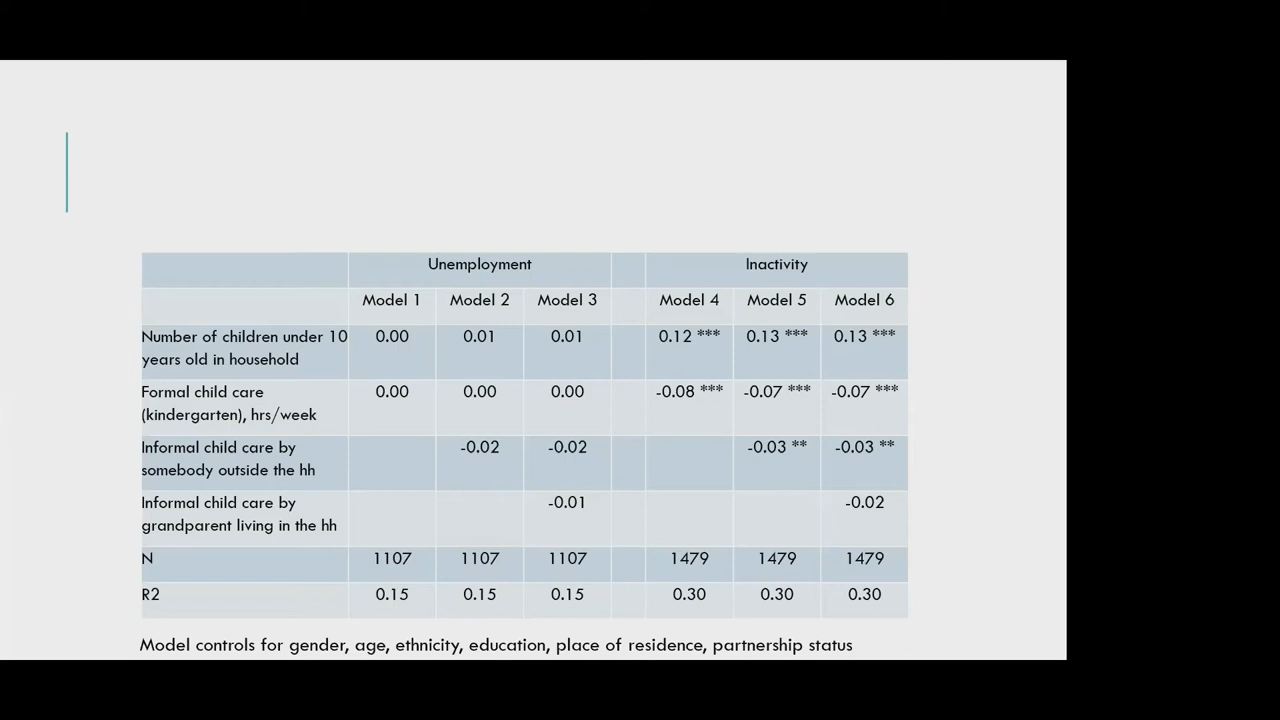 Unemployment Inactivity
Model 1 Model 2 Model 3 Model 4 Model 5 Model 6
Number of children under 10 years old in household 0.00 0.01 0.01 0.12 *** 0.13 *** 0.13 ***
Formal child care (kindergarten), hrs/week 0.00 0.00 0.00 -0.08 *** -0.07 *** -0.07 ***
Informal child care by somebody outside the hh -0.02 -0.02 -0.03 ** -0.03 **
Informal child care by grandparent living in the hh -0.01 -0.02
N 1107 1107 1107 1479 1479 1479
R2 0.15 0.15 0.15 0.30 0.30 0.30
Model controls for gender, age, ethnicity, education, place of residence, partnership status